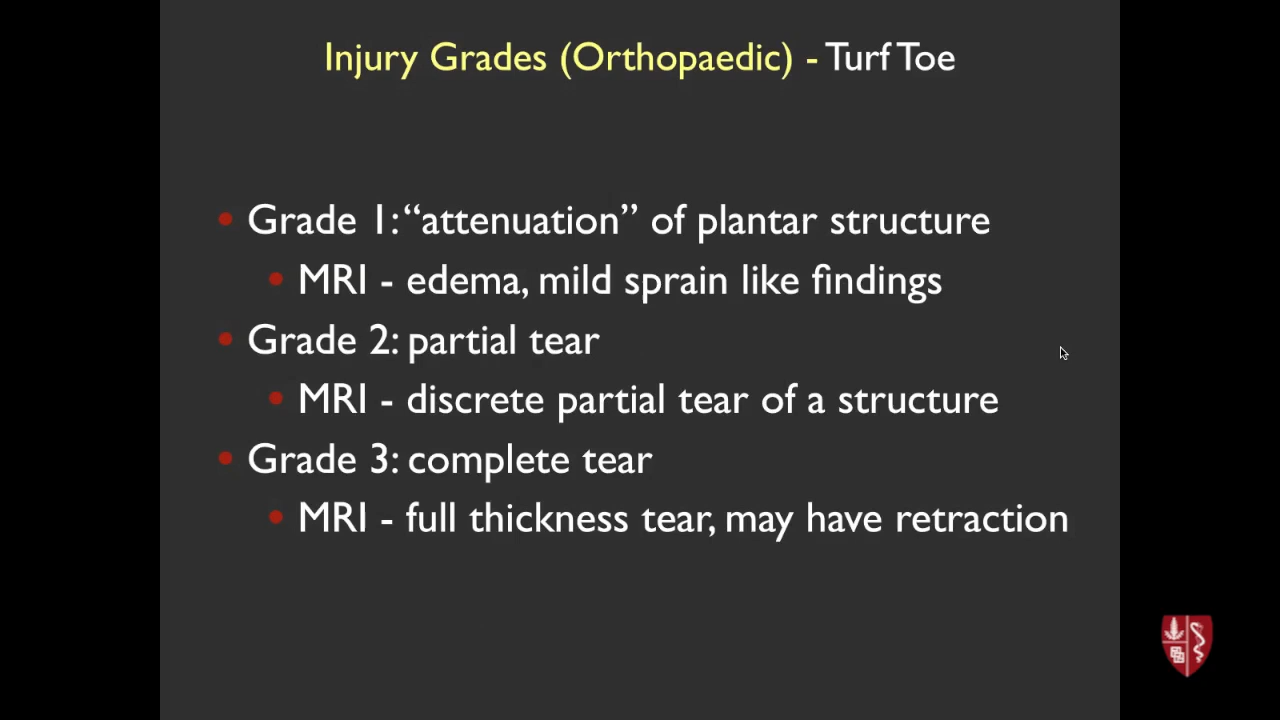 Injury Grades (Orthopaedic) - Turf Toe
Grade 1: “attenuation” of plantar structure
MRI - edema, mild sprain like findings
Grade 2: partial tear
MRI - discrete partial tear of a structure
Grade 3: complete tear
MRI - full thickness tear, may have retraction